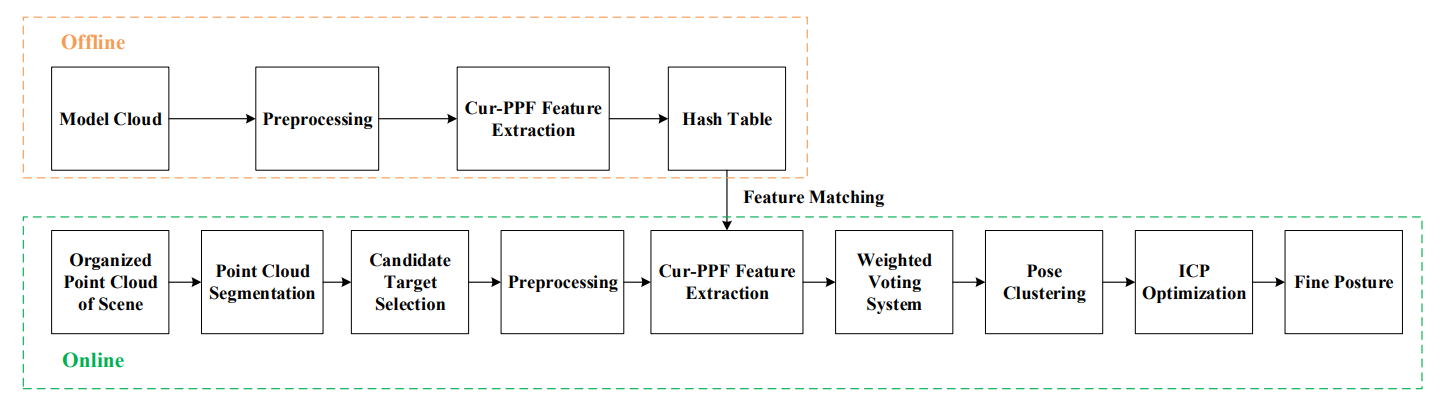 Offline
Model Cloud
Preprocessing
Cur-PPF Feature
Extraction
Hash Table
Feature Matching
Organized
Point Cloud
of Scene
Point Cloud
Segmentation
Candidate
Target
Selection
Preprocessing
Cur-PPF Feature
Extraction
Weighted
Voting
System
Pose
Clustering
ICP
Optimization
Fine Posture
Online